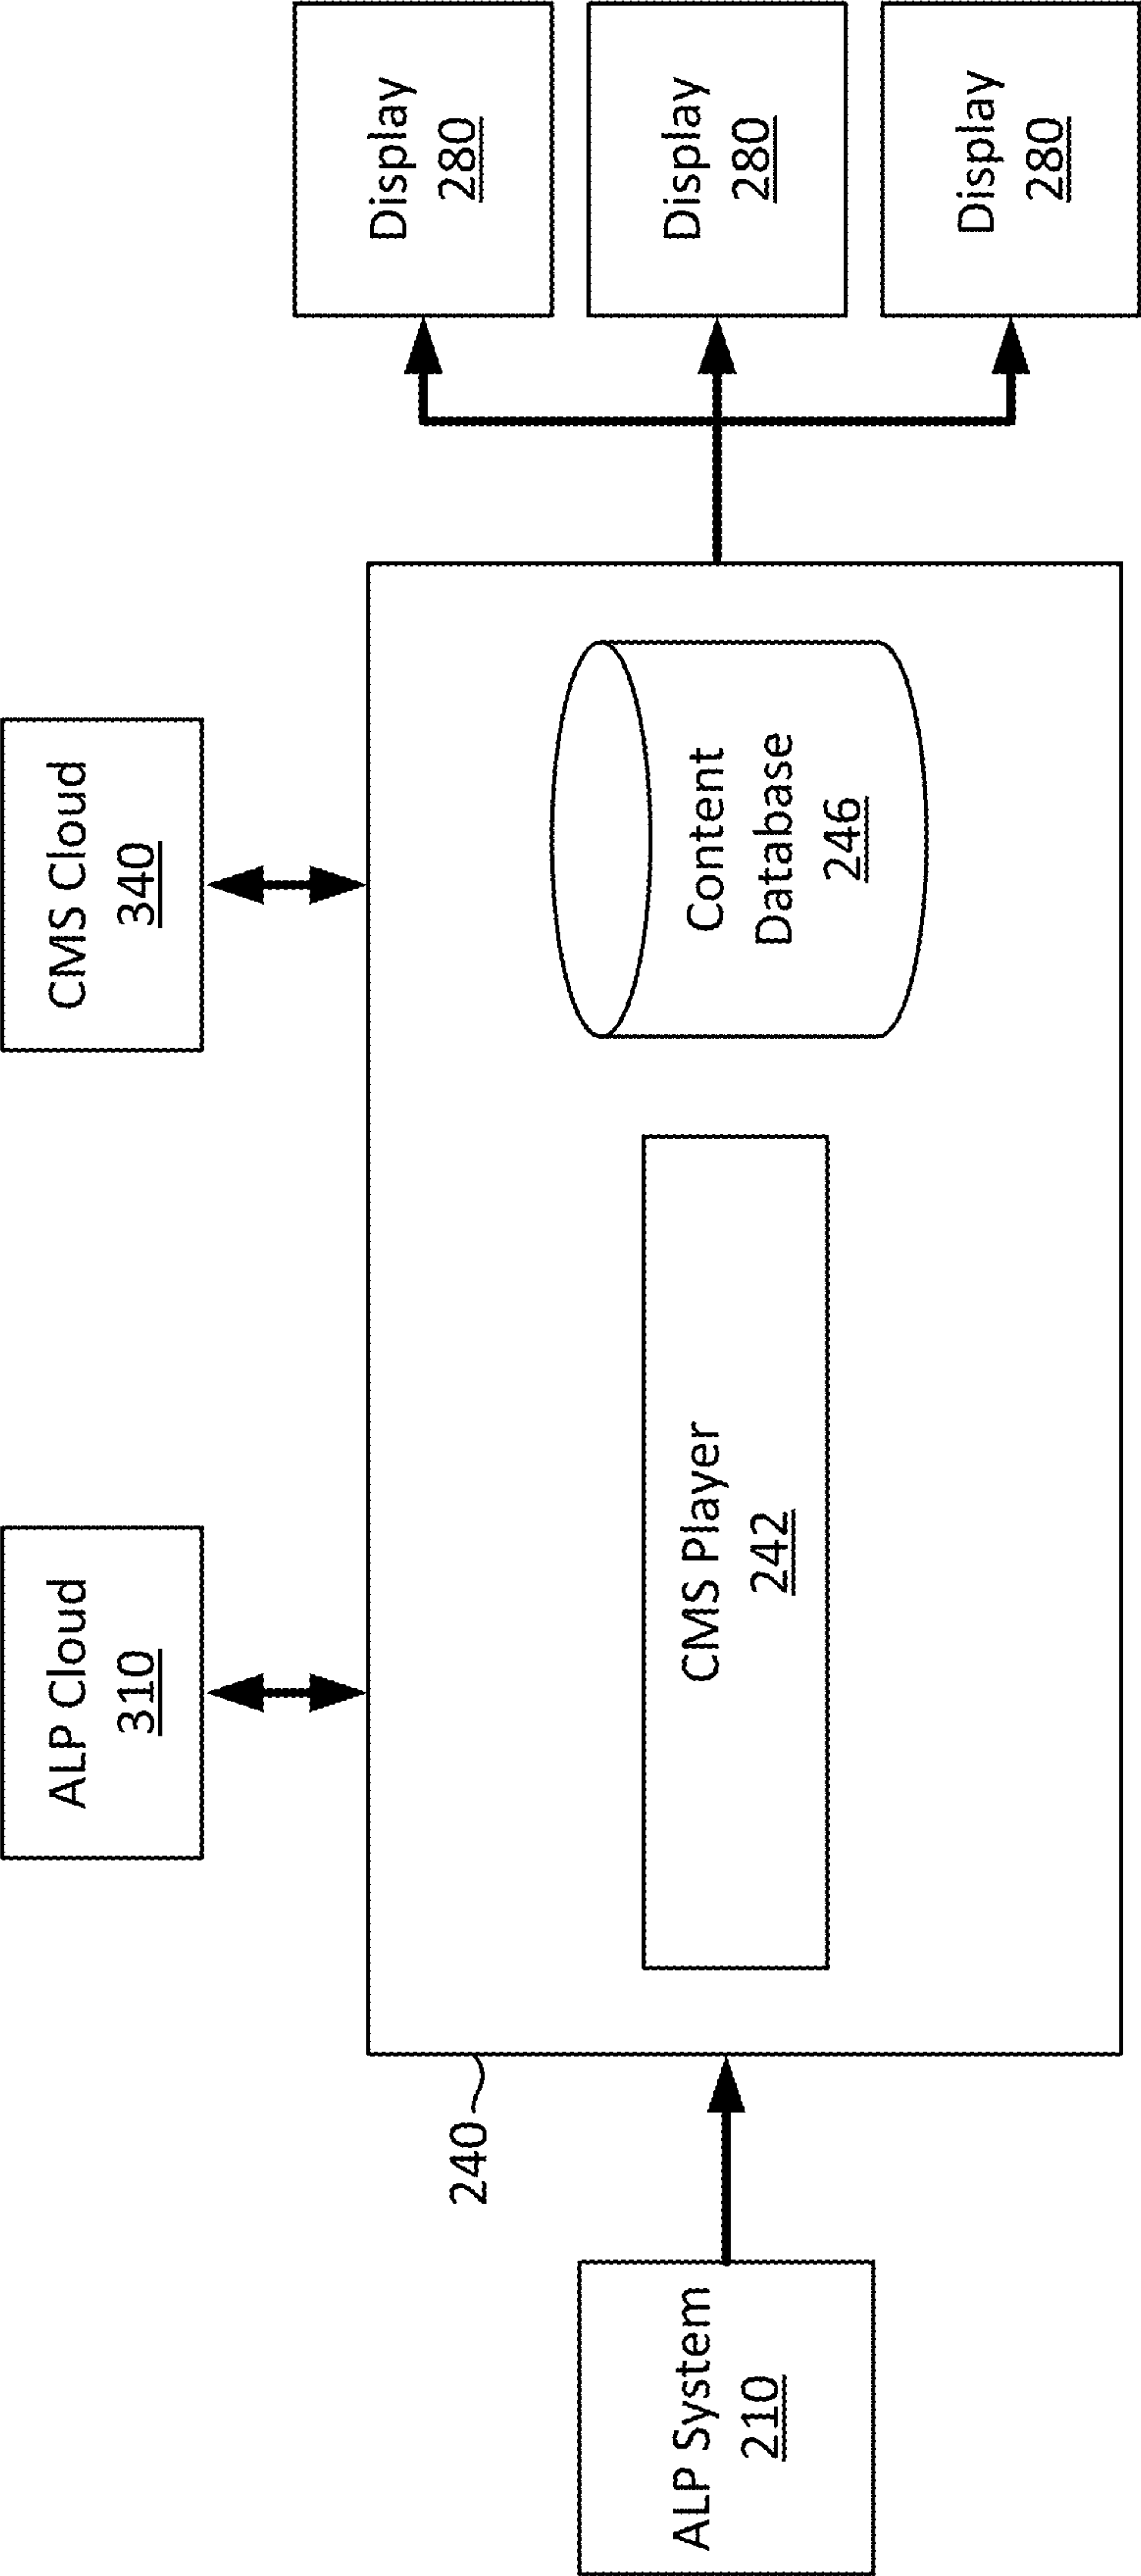 ALP Cloud
310
CMS Cloud
340
240
ALP System
210
CMS Player
242
Content
Database
246
Display
280
Display
280
Display
280